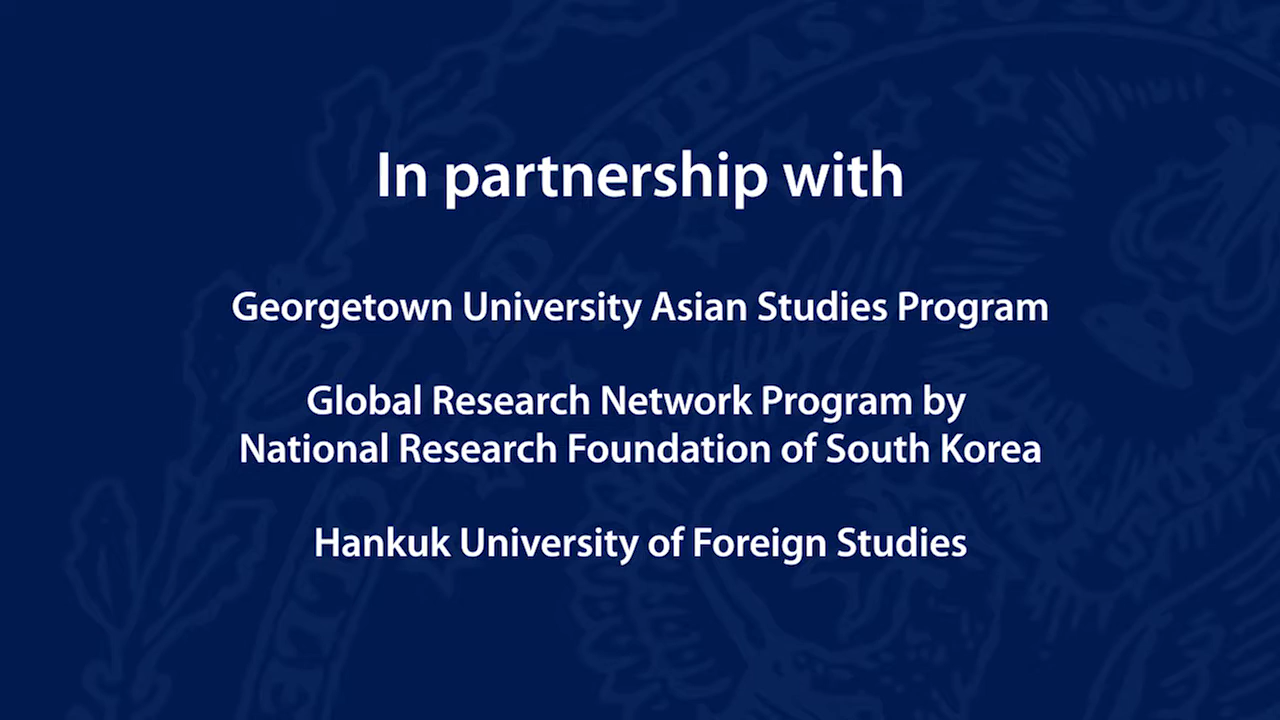 In partnership with
Georgetown University Asian Studies Program
Global Research Network Program by
National Research Foundation of South Korea
Hankuk University of Foreign Studies